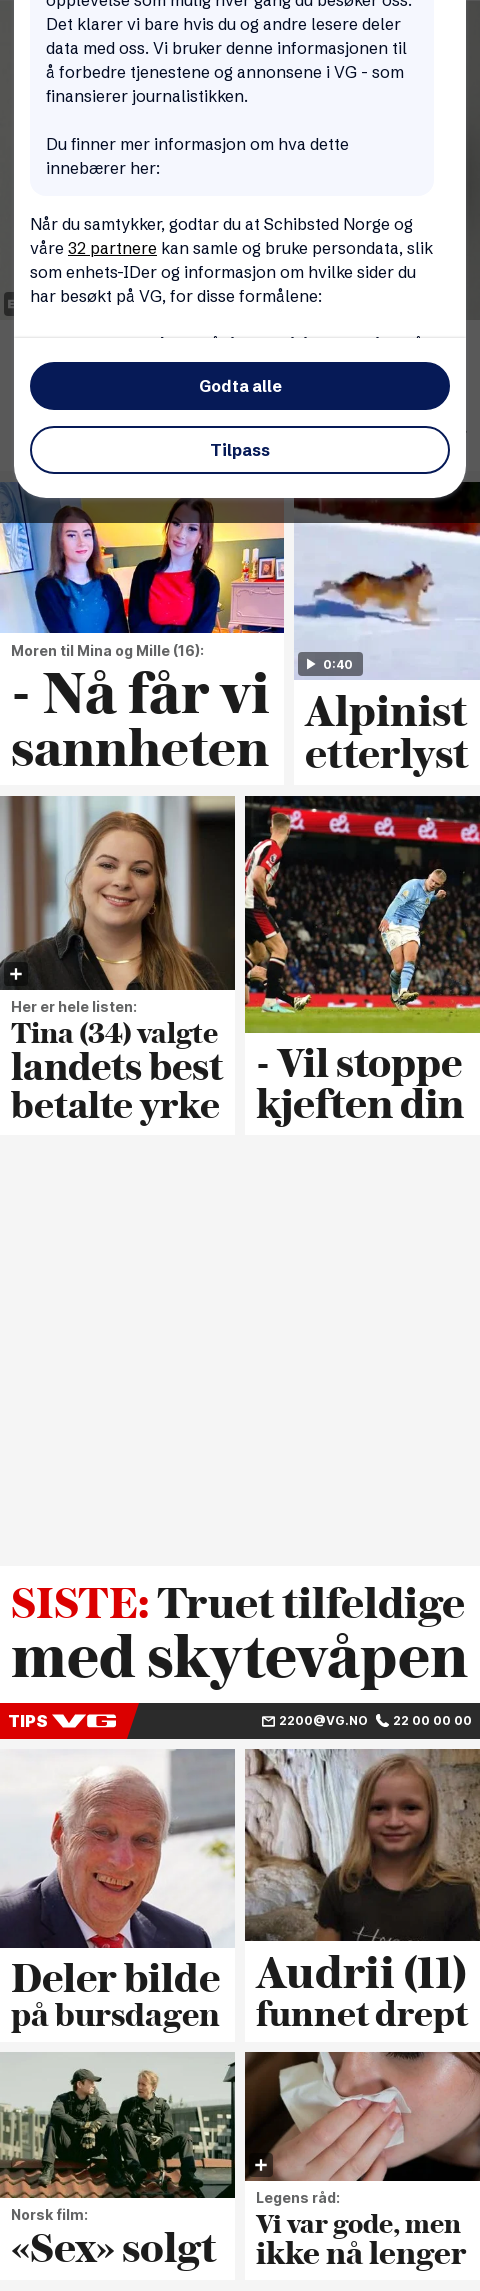 opplevelse som mulig hver gang du besøker oss.
Det klarer vi bare hvis du og andre lesere deler
data med oss. Vi bruker denne informasjonen til
å forbedre tjenestene og annonsene i VG - som
finansierer journalistikken.
Du finner mer informasjon om hva dette
innebærer her:
Når du samtykker, godtar du at Schibsted Norge og
våre 32 partnere kan samle og bruke persondata, slik
som enhets-IDer og informasjon om hvilke sider du
har besøkt på VG, for disse formålene:
Godta alle
Tilpass
Moren til Mina og Mille (16):
- Nå får vi
sannheten
0:40
Alpinist
etterlyst
Her er hele listen:
Tina (34) valgte
landets best
betalte yrke
- Vil stoppe
kjeften din
SISTE: Truet tilfeldige
med skytevåpen
TIPS VG 2200@VG.NO 22 00 00 00
Deler bilde
på bursdagen
Audrii (11)
funnet drept
Norsk film:
«Sex» solgt
Legens råd:
Vi var gode, men
ikke nå lenger